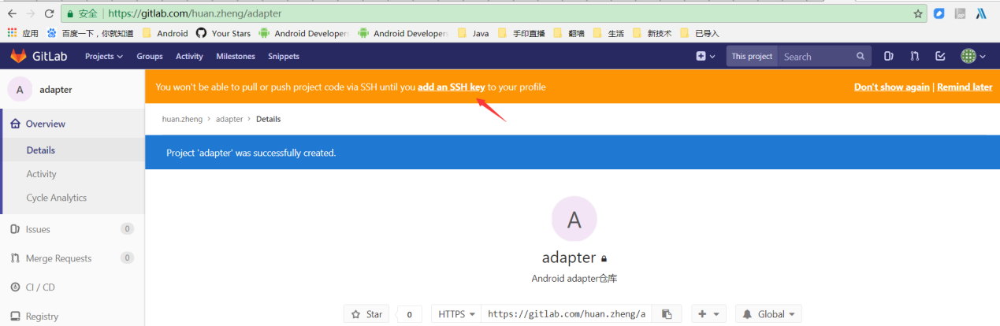 安全 | https://gitlab.com/huan.zheng/adapter
应用 百度一下，你就知道 Android Your Stars Android Developers Android Developers Java 手印直播 翻墙 生活 新技术 已导入
GitLab Projects Groups Activity Milestones Snippets This project Search
A adapter
You won't be able to pull or push project code via SSH until you add an SSH key to your profile Don't show again | Remind later
huan.zheng > adapter > Details
Project 'adapter' was successfully created.
Overview
Details
Activity
Cycle Analytics
Issues 0
Merge Requests 0
CI / CD
Registry
A
adapter
Android adapter仓库
Star 0 HTTPS https://gitlab.com/huan.zheng/a Global